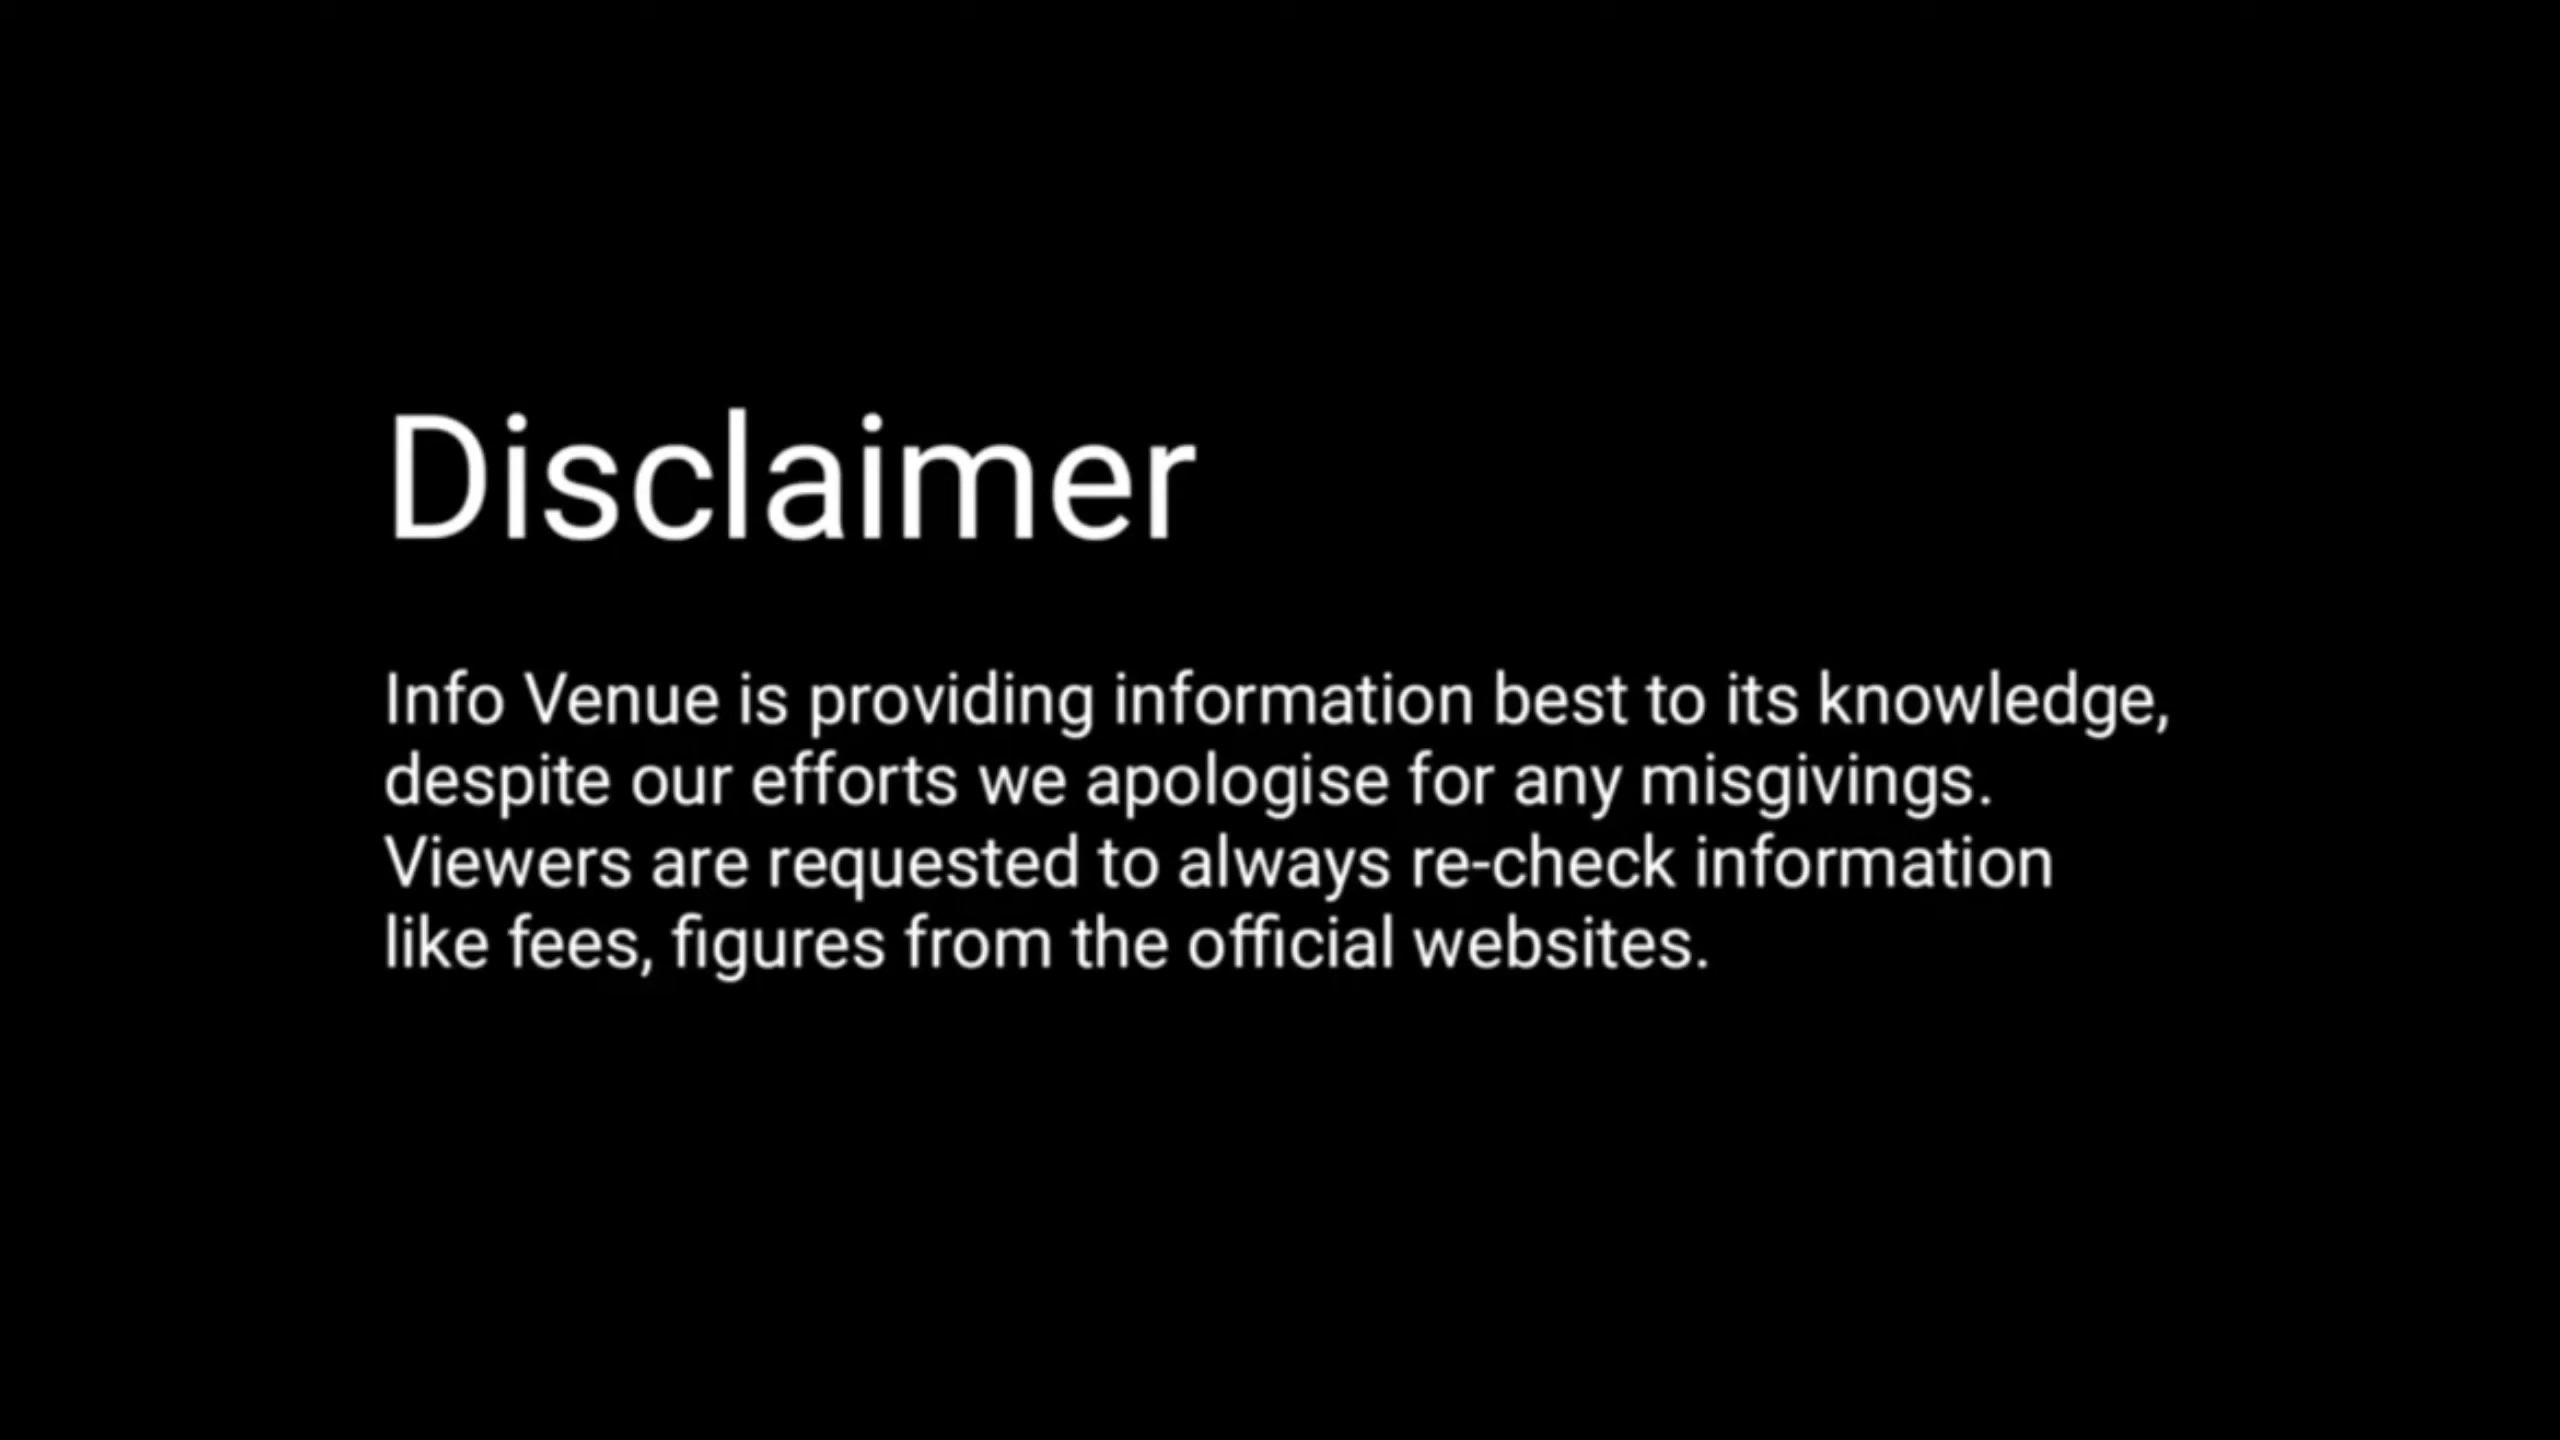 Disclaimer
Info Venue is providing information best to its knowledge,
despite our efforts we apologise for any misgivings.
Viewers are requested to always re-check information
like fees, figures from the official websites.